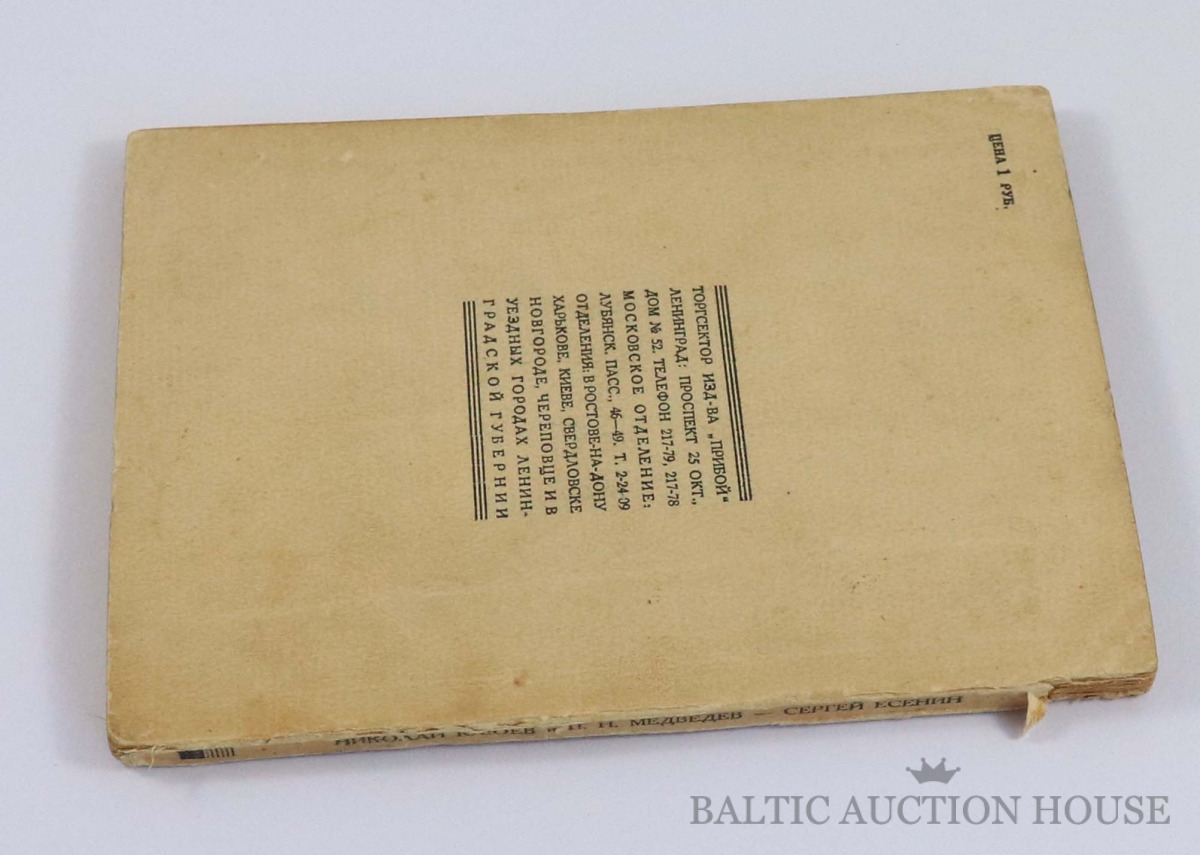 ЦЕНА 1 РУБ.
ТОРГСЕКТОР ИЗД-ВА „ПРИБОЙ“
ЛЕНИНГРАД: ПРОСПЕКТ 25 ОКТ.,
ДОМ № 52. ТЕЛЕФОН 217-79, 217-78
МОСКОВСКОЕ ОТДЕЛЕНИЕ:
ЛУБЯНСК. ПАСС., 46—49. Т. 2-24-09
ОТДЕЛЕНИЯ: В РОСТОВЕ-НА-ДОНУ
ХАРЬКОВЕ, КИЕВЕ, СВЕРДЛОВСКЕ
НОВГОРОДЕ, ЧЕРЕПОВЦЕ И В
УЕЗДНЫХ ГОРОДАХ ЛЕНИН-
ГРАДСКОЙ ГУБЕРНИИ
НИКОЛАЙ КЛЮЕВ и П. Н. МЕДВЕДЕВ — СЕРГЕЙ ЕСЕНИН
BALTIC AUCTION HOUSE